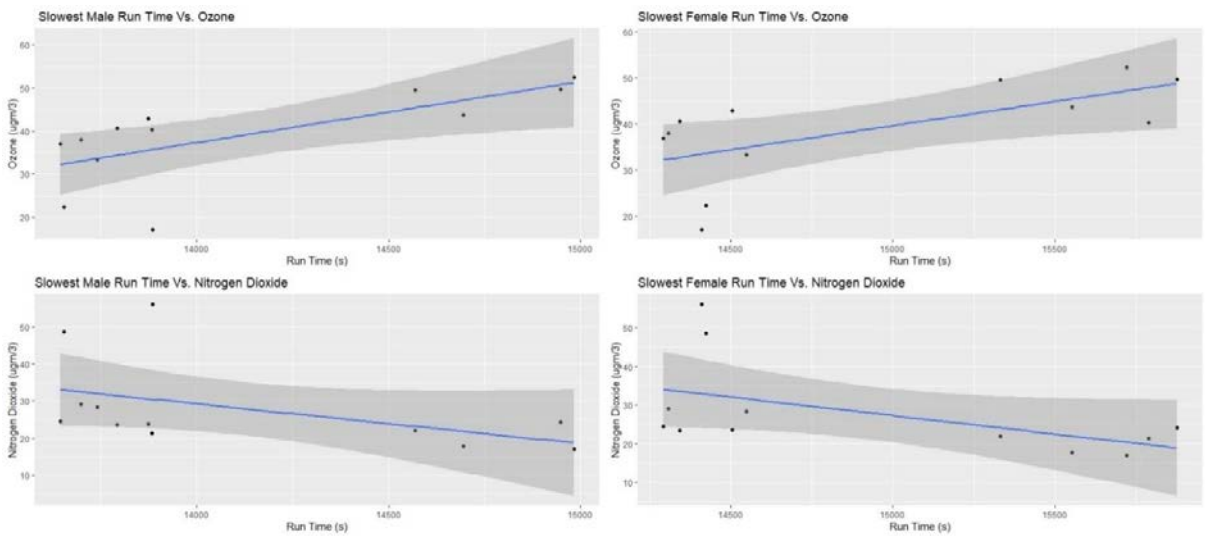 Slowest Male Run Time Vs. Ozone
Ozone (ugm/3)
60
50
40
30
20
14000
14500
15000
Run Time (s)
Slowest Female Run Time Vs. Ozone
Ozone (ugm/3)
60
50
40
30
20
14500
15000
15500
Run Time (s)
Slowest Male Run Time Vs. Nitrogen Dioxide
Nitrogen Dioxide (ugm/3)
50
40
30
20
10
14000
14500
15000
Run Time (s)
Slowest Female Run Time Vs. Nitrogen Dioxide
Nitrogen Dioxide (ugm/3)
50
40
30
20
10
14500
15000
15500
Run Time (s)